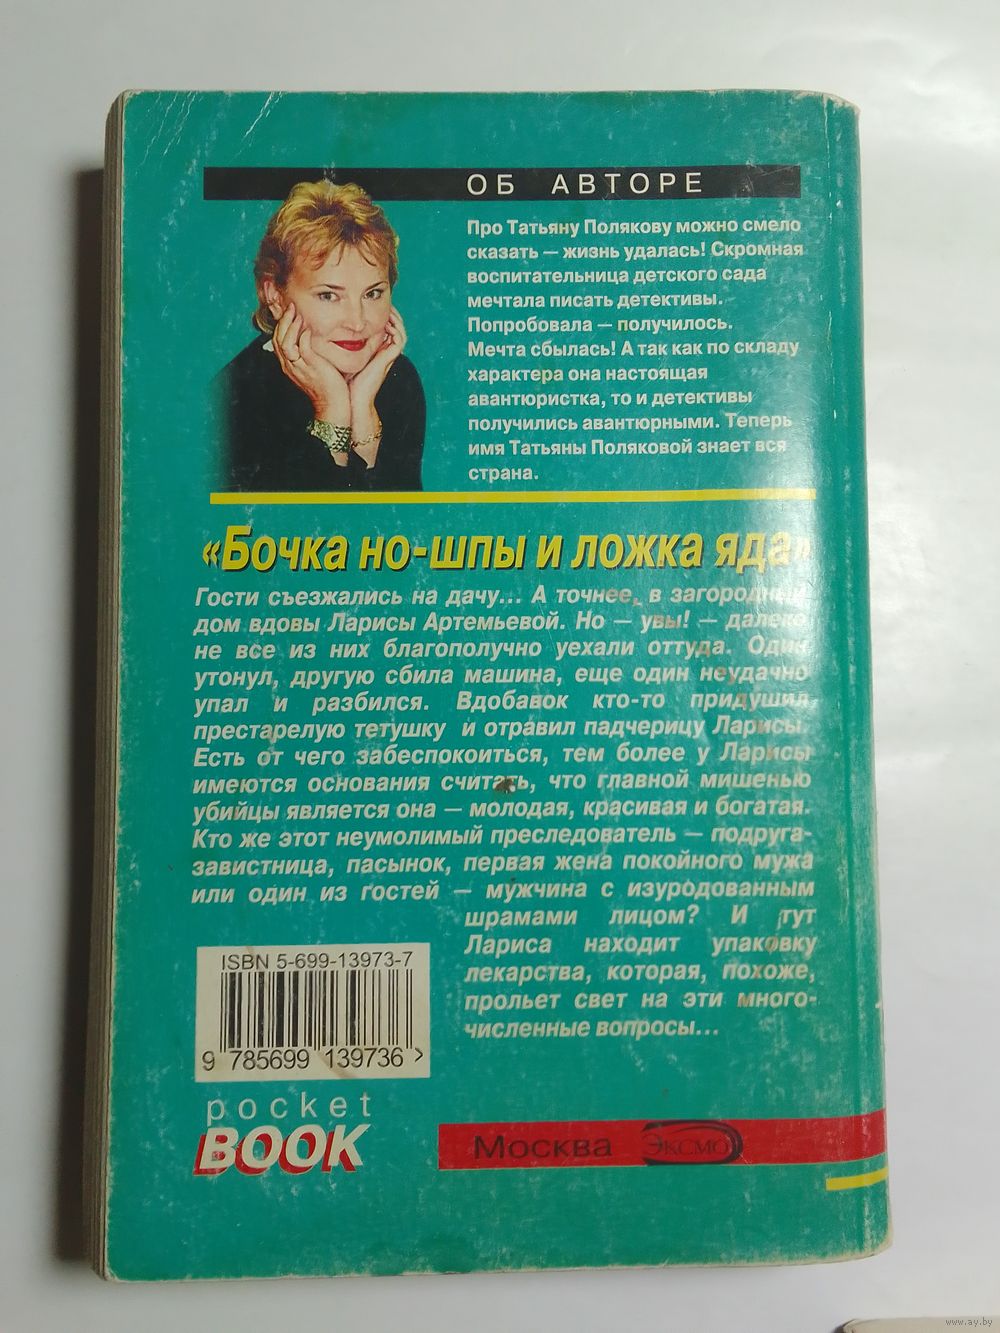 ОБ АВТОРЕ
Про Татьяну Полякову можно смело
сказать — жизнь удалась! Скромная
воспитательница детского сада
мечтала писать детективы.
Попробовала — получилось.
Мечта сбылась! А так как по складу
характера она настоящая
авантюристка, то и детективы
получились авантюрными. Теперь
имя Татьяны Поляковой знает вся
страна.
«Бочка но-шпы и ложка яда»
Гости съезжались на дачу... А точнее, в загородный
дом вдовы Ларисы Артемьевой. Но — увы! — далеко
не все из них благополучно уехали оттуда. Один
утонул, другую сбила машина, еще один неудачно
упал и разбился. Вдобавок кто-то придушил
престарелую тетушку и отравил падчерицу Ларисы.
Есть от чего забеспокоиться, тем более у Ларисы
имеются основания считать, что главной мишенью
убийцы является она — молодая, красивая и богатая.
Кто же этот неумолимый преследователь — подруга-
завистница, пасынок, первая жена покойного мужа
или один из гостей — мужчина с изуродованным
шрамами лицом? И тут
Лариса находит упаковку
лекарства, которая, похоже,
прольет свет на эти много-
численные вопросы...
ISBN 5-699-13973-7
9 785699 139736 >
pocket
BOOK
Москва ЭКСМО
www.ay.by